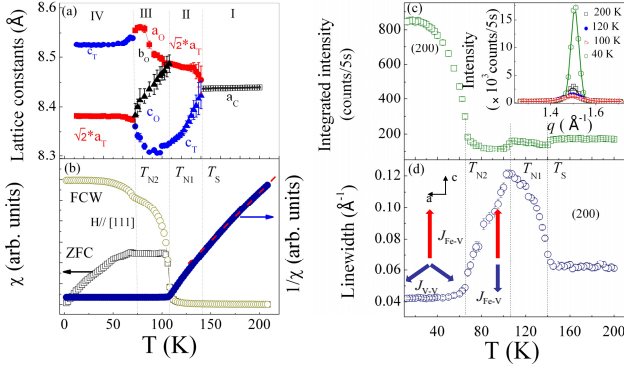 (a) IV III II I
Lattice constants (Å)
8.6
8.5
8.4
8.3
a_O
√2*a_T
c_T
b_O
c_O
√2*a_T
c_T
a_C
(b) T_N2 T_N1 T_S
χ (arb. units)
FCW
H// [111]
ZFC
1/χ (arb. units)
0 50 100 150 200
T (K)
(c)
Integrated intensity
(counts/5s)
800
600
400
200
(200)
Intensity
(× 10³ counts/5s)
15
10
5
0
200 K
120 K
100 K
40 K
1.4 1.6
q (Å⁻¹)
(d) T_N2 T_N1 T_S
Linewidth (Å⁻¹)
0.12
0.10
0.08
0.06
0.04
c
a
(200)
J_Fe-V
J_V-V
J_Fe-V
40 80 120 160 200
T (K)